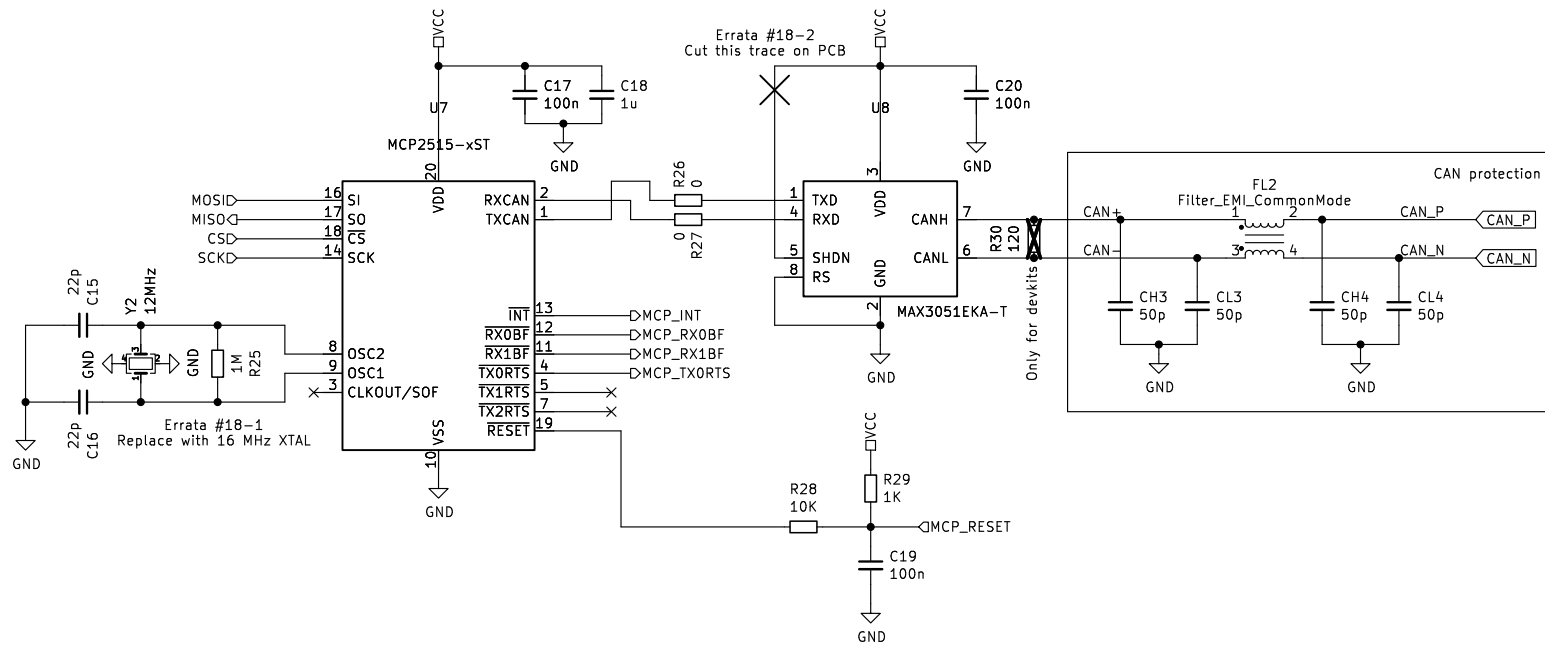 VCC
Errata #18-2
Cut this trace on PCB
VCC
C17
100n
C18
1u
C20
100n
U7
U8
MCP2515-xST
GND
GND
CAN protection
20
VDD
R26
0
3
VDD
FL2
Filter_EMI_CommonMode
MOSI
16
SI
RXCAN
2
1
TXD
MISO
17
SO
TXCAN
1
4
RXD
CANH
7
CAN+
1
2
CAN_P
CAN_P
CS
18
CS
0
R27
R30
120
SCK
14
SCK
5
SHDN
CANL
6
CAN-
3
4
CAN_N
CAN_N
8
RS
GND
2
MAX3051EKA-T
Only for devkits
CH3
50p
CL3
50p
CH4
50p
CL4
50p
GND
GND
GND
22p
C15
Y2
12MHz
INT
13
MCP_INT
RX0BF
12
MCP_RX0BF
8
OSC2
RX1BF
11
MCP_RX1BF
GND
4
3
2
1
GND
1M
R25
9
OSC1
TX0RTS
4
MCP_TX0RTS
3
CLKOUT/SOF
TX1RTS
5
TX2RTS
7
RESET
19
22p
C16
Errata #18-1
Replace with 16 MHz XTAL
GND
VSS
10
GND
VCC
R29
1K
R28
10K
MCP_RESET
C19
100n
GND